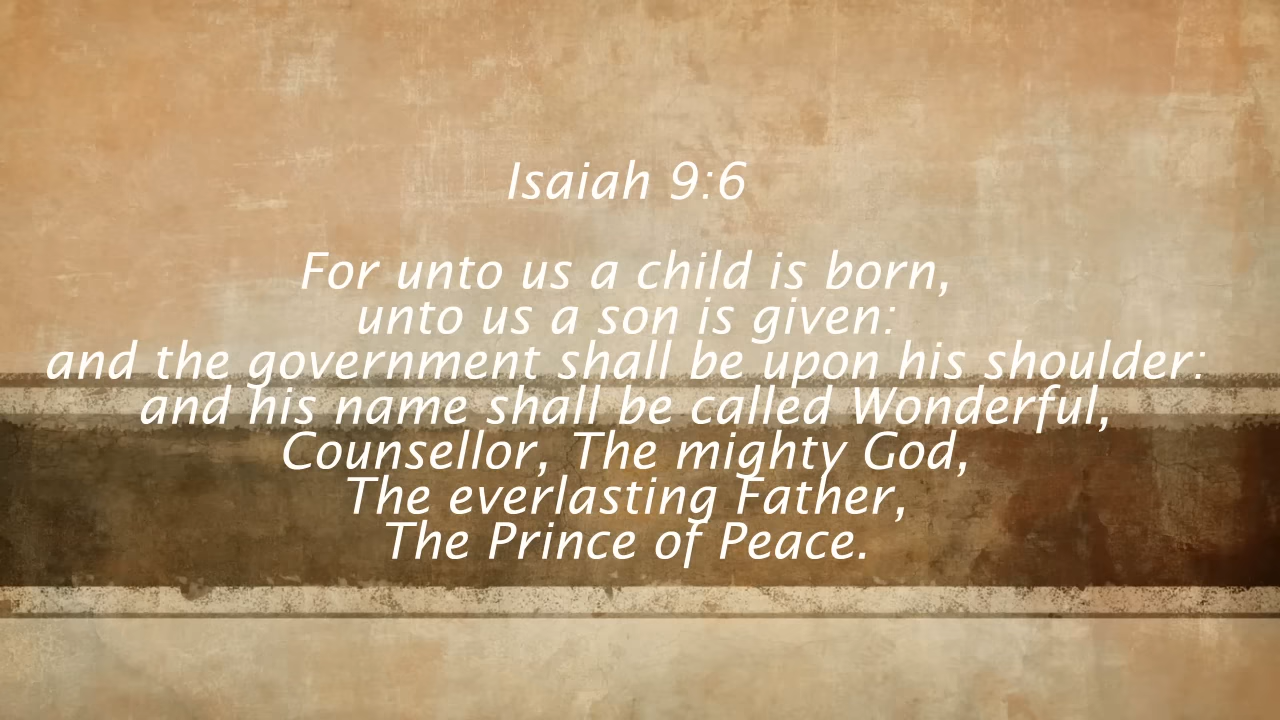 Isaiah 9:6
For unto us a child is born,
unto us a son is given:
and the government shall be upon his shoulder:
and his name shall be called Wonderful,
Counsellor, The mighty God,
The everlasting Father,
The Prince of Peace.